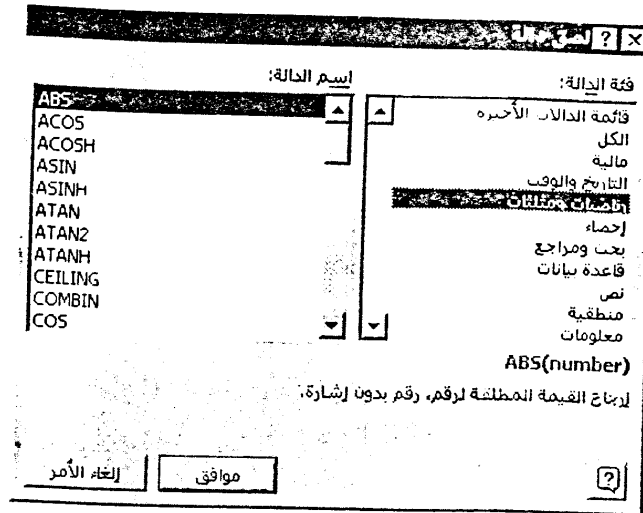 لصق دالة
فئة الدالة:
قائمة الدالات الأخيرة
الكل
مالية
التاريخ والوقت
رياضيات ومثلثات
إحصاء
بحث ومراجع
قاعدة بيانات
نص
منطقية
معلومات
اسم الدالة:
ABS
ACOS
ACOSH
ASIN
ASINH
ATAN
ATAN2
ATANH
CEILING
COMBIN
COS
ABS(number)
إرجاع القيمة المطلقة لرقم، رقم بدون إشارة.
موافق
إلغاء الأمر